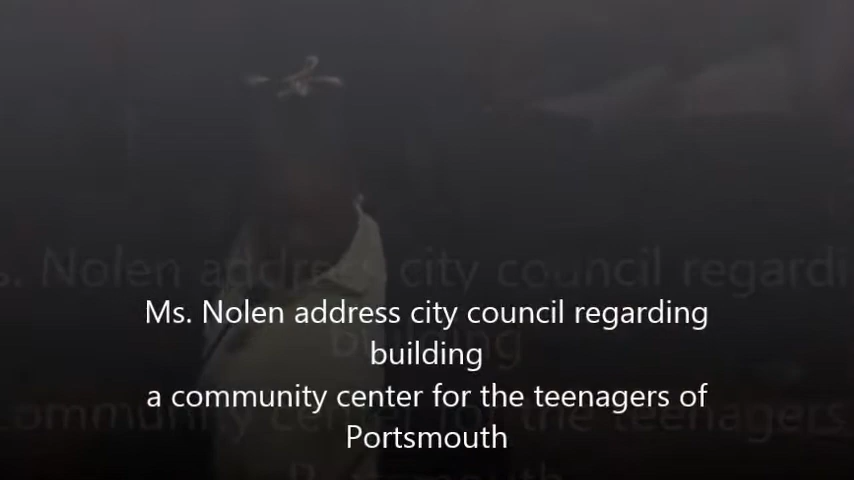 Ms. Nolen address city council regarding
building
a community center for the teenagers of
Portsmouth